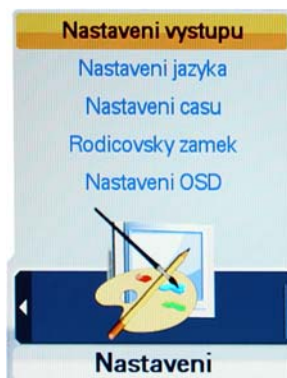 Nastaveni vystupu
Nastaveni jazyka
Nastaveni casu
Rodicovsky zamek
Nastaveni OSD
Nastaveni